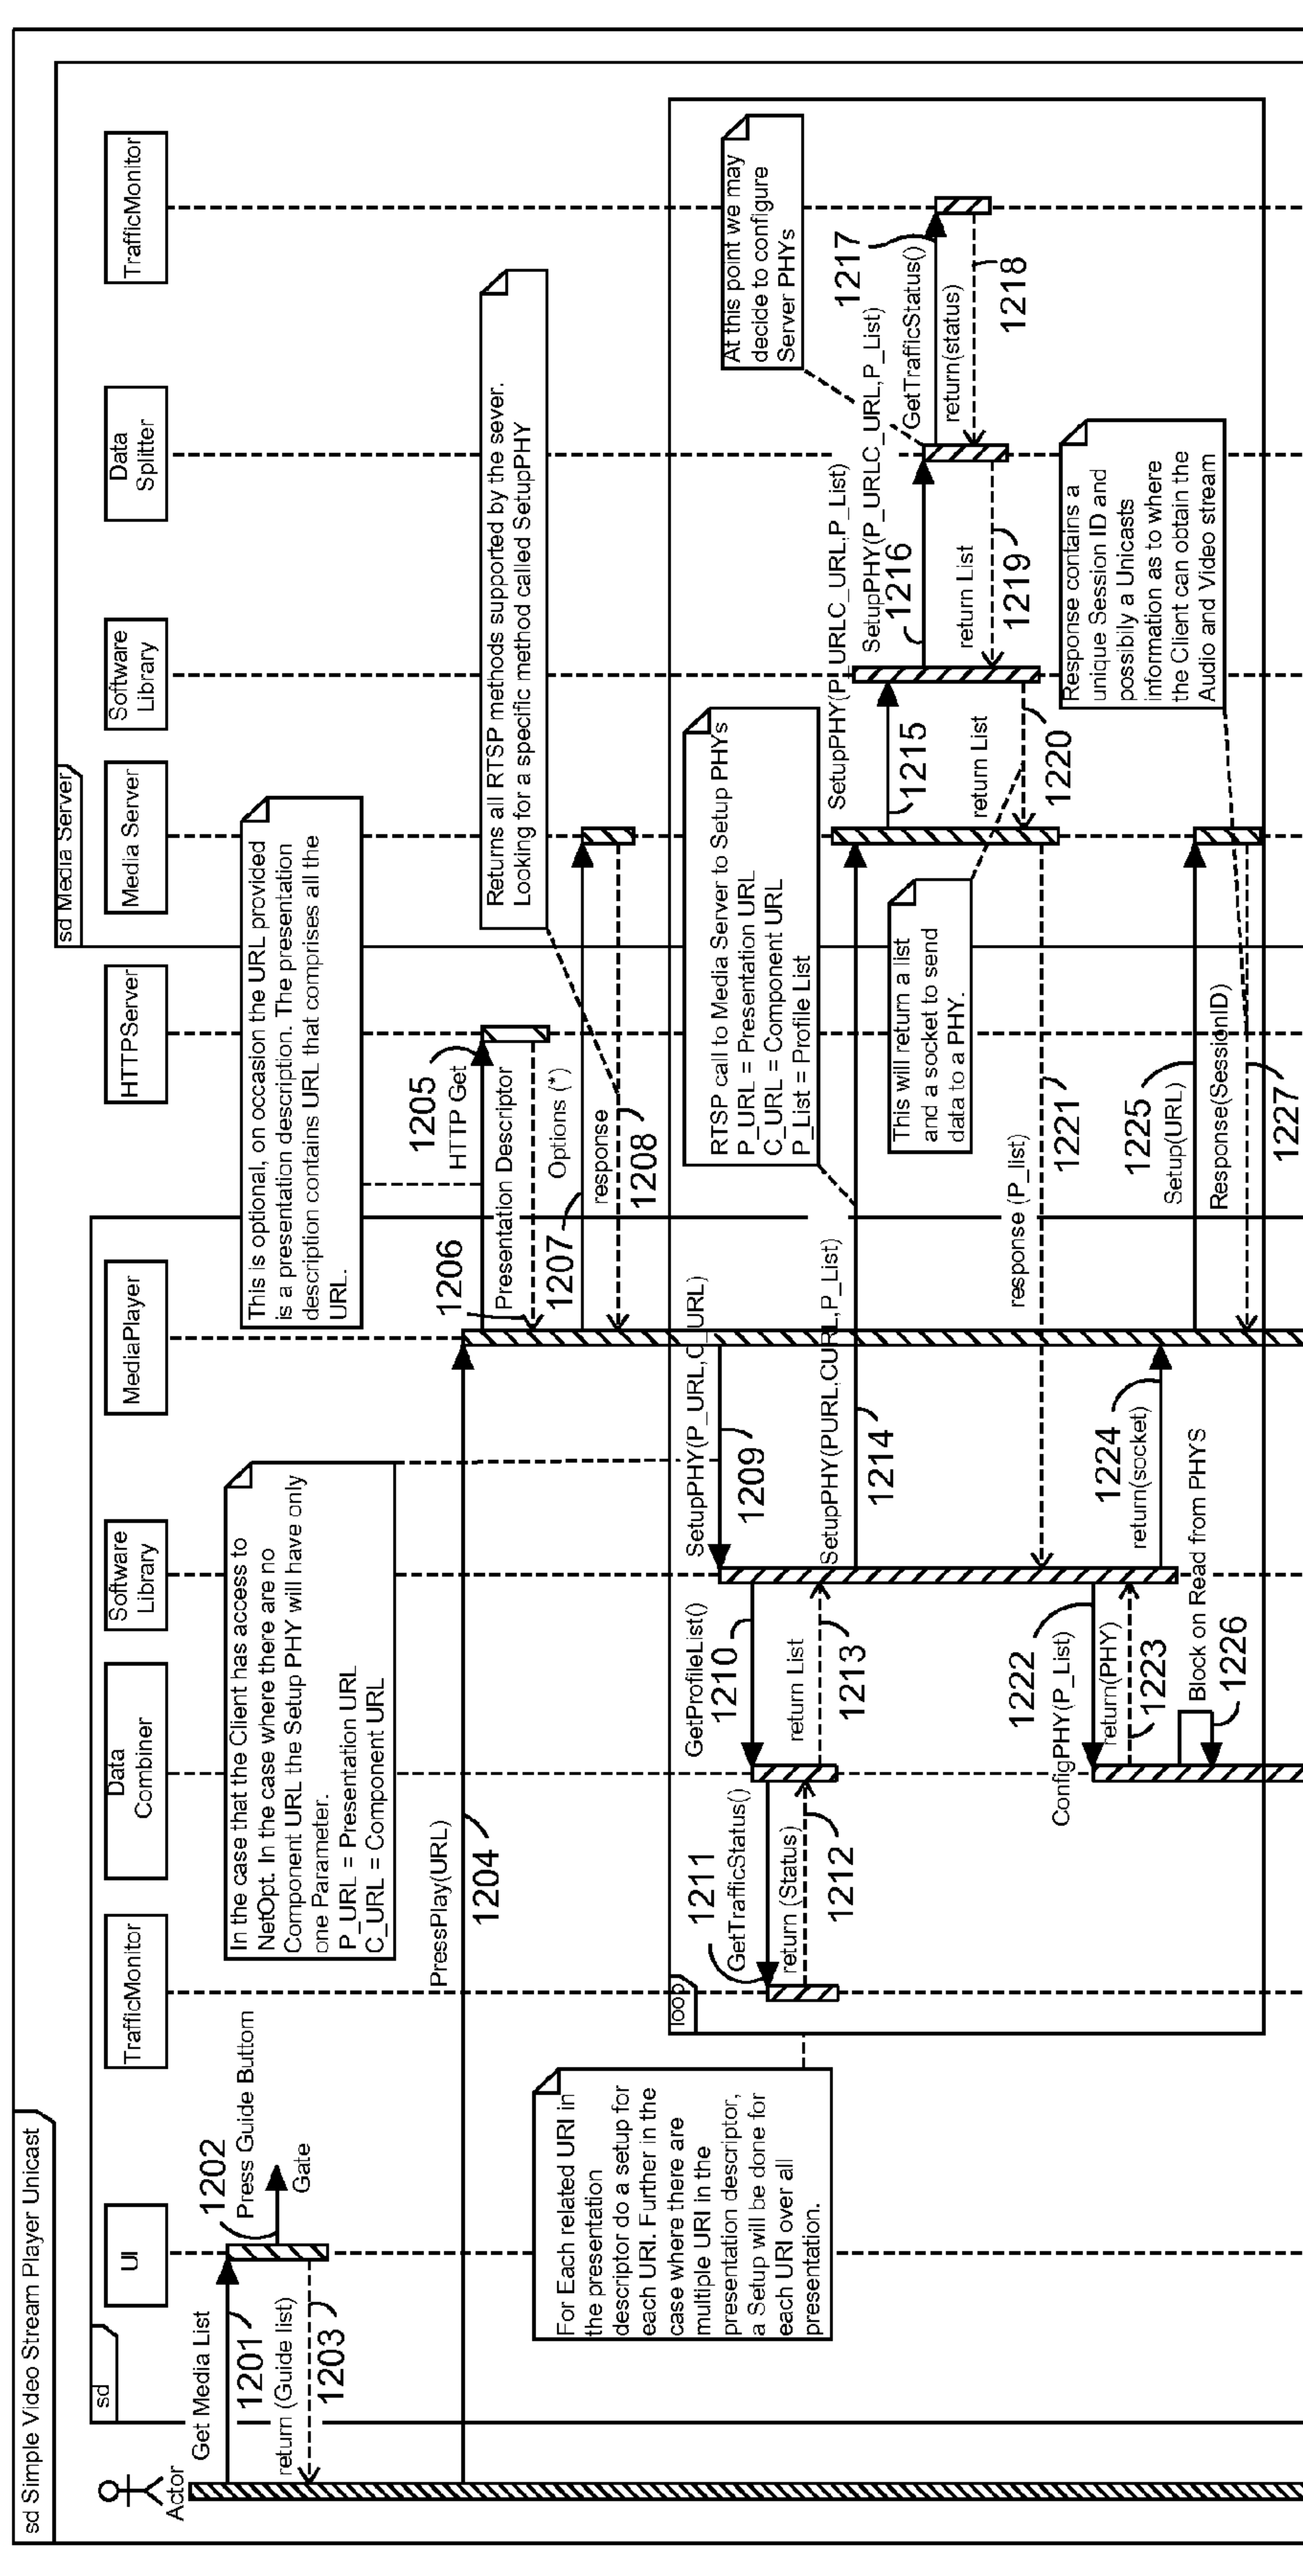 sd Simple Video Stream Player Unicast
sd Media Server
sd
Actor
UI
TrafficMonitor
Data
Combiner
Software
Library
MediaPlayer
HTTPServer
Media Server
Software
Library
Data
Splitter
TrafficMonitor
Get Media List
1201
1202
Press Guide Buttom
Gate
return (Guide list)
1203
In the case that the Client has access to
NetOpt. In the case where there are no
Component URL the Setup PHY will have only
one Parameter.
P_URL = Presentation URL
C_URL = Component URL
This is optional, on occasion the URL provided
is a presentation description. The presentation
description contains URL that comprises all the
URL.
PressPlay(URL)
1204
1205
HTTP Get
1206
Presentation Descriptor
1207
Options (*)
response
1208
Returns all RTSP methods supported by the sever.
Looking for a specific method called SetupPHY
For Each related URI in
the presentation
descriptor do a setup for
each URI. Further in the
case where there are
multiple URI in the
presentation descriptor,
a Setup will be done for
each URI over all
presentation.
loop
SetupPHY(P_URL,C_URL)
1209
GetProfileList()
1210
1211
GetTrafficStatus()
return (Status)
1212
return List
1213
RTSP call to Media Server to Setup PHYs
P_URL = Presentation URL
C_URL = Component URL
P_List = Profile List
SetupPHY(PURL,CURL,P_List)
1214
SetupPHY(P_URLC_URL,P_List)
1215
SetupPHY(P_URLC_URL,P_List)
1216
At this point we may
decide to configure
Server PHYs
1217
GetTrafficStatus()
return(status)
1218
return List
1219
return List
1220
This will return a list
and a socket to send
data to a PHY.
response (P_list)
1221
1222
ConfigPHY(P_List)
return(PHY)
1223
1224
return(socket)
1225
Setup(URL)
Block on Read from PHYS
1226
Response(SessionID)
1227
Response contains a
unique Session ID and
possibily a Unicasts
information as to where
the Client can obtain the
Audio and Video stream